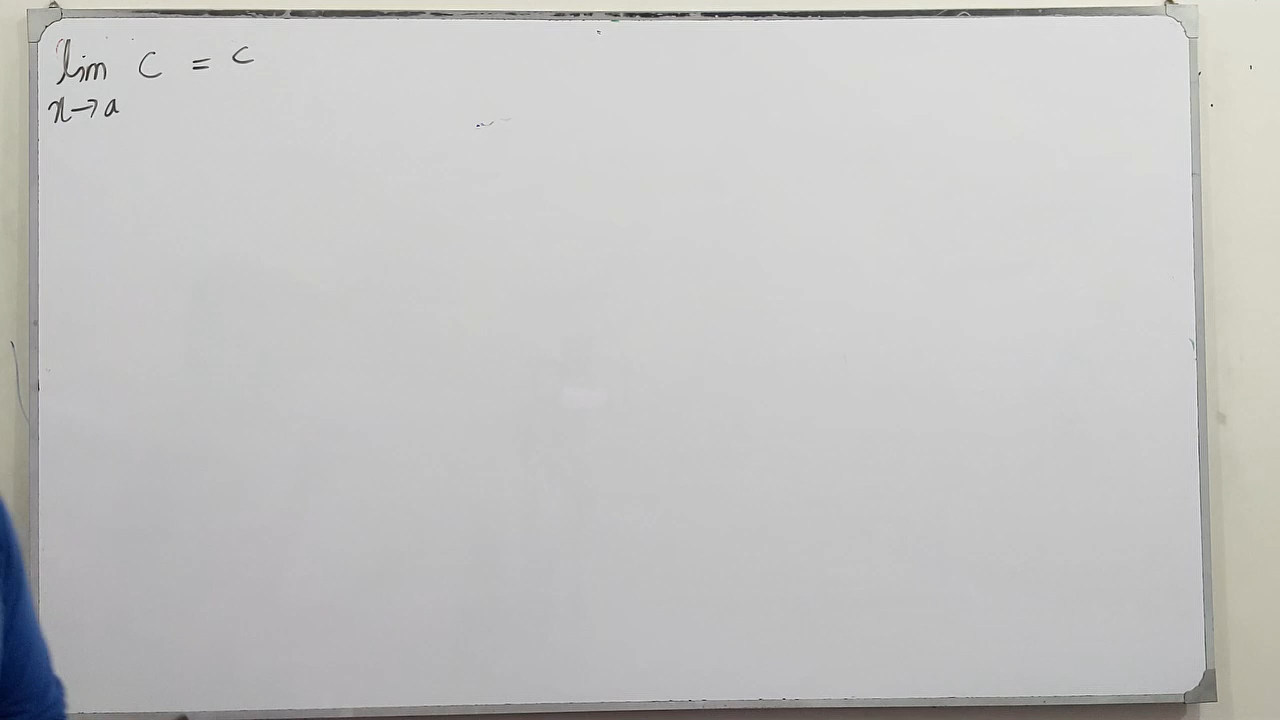 lim c = c
x→a